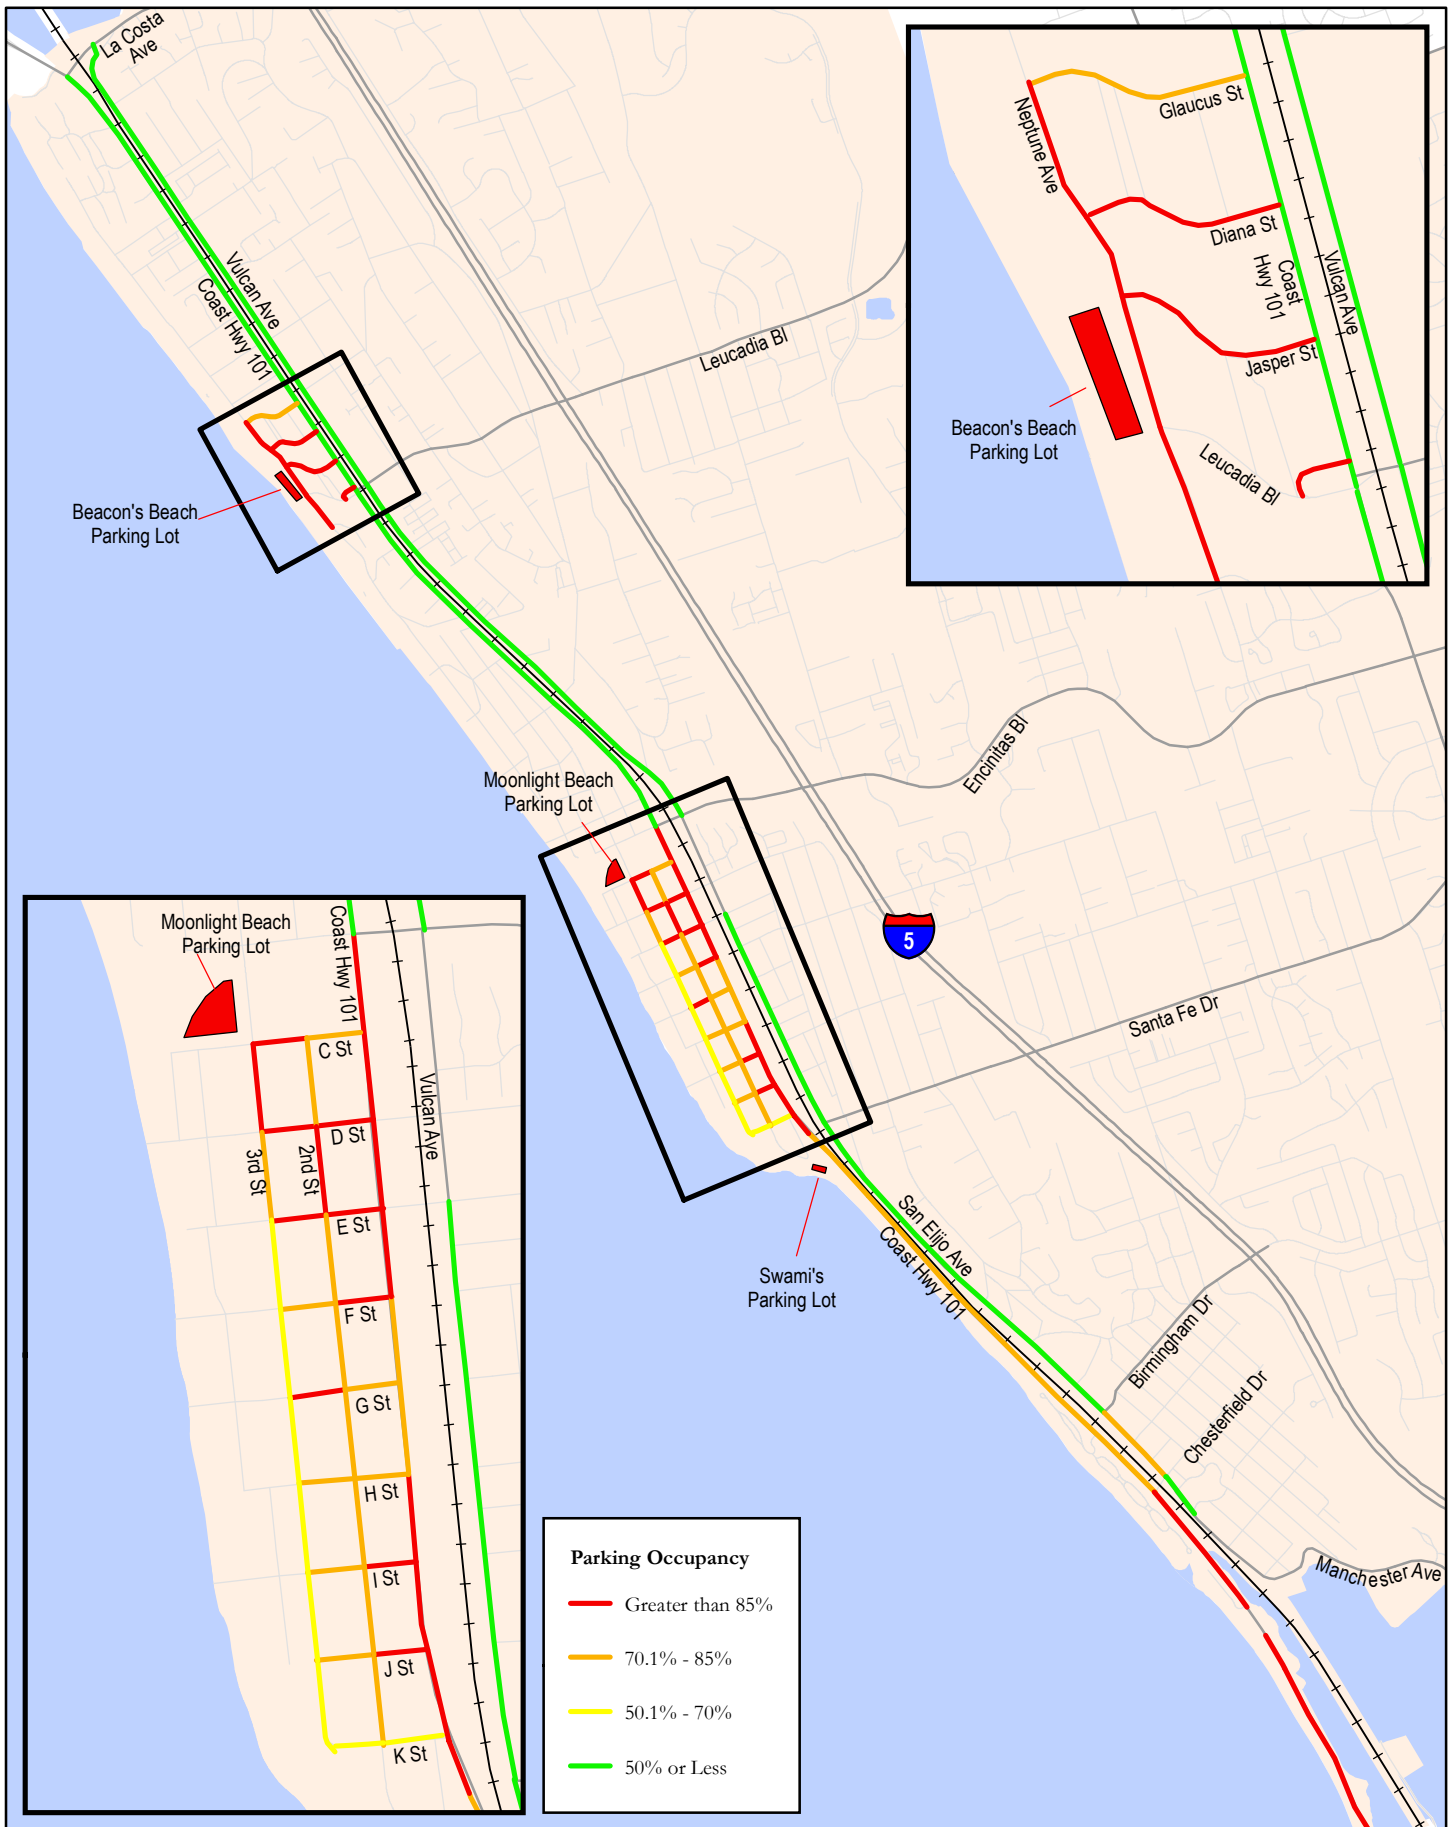 La Costa
Ave
Vulcan Ave
Coast Hwy 101
Leucadia Bl
Beacon's Beach
Parking Lot
Glaucus St
Neptune Ave
Diana St
Coast
Hwy 101
Vulcan Ave
Jasper St
Beacon's Beach
Parking Lot
Leucadia Bl
Encinitas Bl
Moonlight Beach
Parking Lot
5
Santa Fe Dr
San Elijo Ave
Coast Hwy 101
Swami's
Parking Lot
Birmingham Dr
Chesterfield Dr
Manchester Ave
Moonlight Beach
Parking Lot
Coast Hwy 101
C St
Vulcan Ave
D St
3rd St
2nd St
E St
F St
G St
H St
I St
J St
K St
Parking Occupancy
Greater than 85%
70.1% - 85%
50.1% - 70%
50% or Less